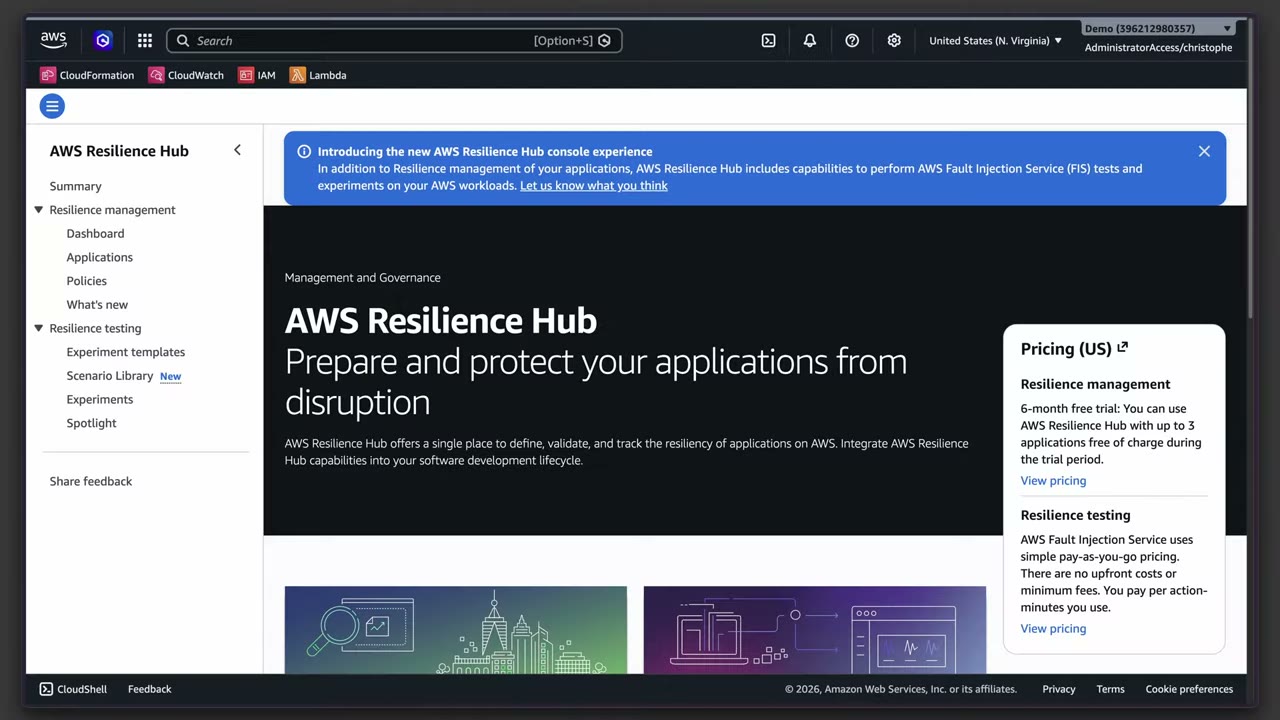 aws
Search
[Option+S]
United States (N. Virginia)
Demo (396212980357)
AdministratorAccess/christophe
CloudFormation
CloudWatch
IAM
Lambda
AWS Resilience Hub
Summary
Resilience management
Dashboard
Applications
Policies
What's new
Resilience testing
Experiment templates
Scenario Library New
Experiments
Spotlight
Share feedback
Introducing the new AWS Resilience Hub console experience
In addition to Resilience management of your applications, AWS Resilience Hub includes capabilities to perform AWS Fault Injection Service (FIS) tests and
experiments on your AWS workloads. Let us know what you think
Management and Governance
AWS Resilience Hub
Prepare and protect your applications from
disruption
AWS Resilience Hub offers a single place to define, validate, and track the resiliency of applications on AWS. Integrate AWS Resilience
Hub capabilities into your software development lifecycle.
Pricing (US)
Resilience management
6-month free trial: You can use
AWS Resilience Hub with up to 3
applications free of charge during
the trial period.
View pricing
Resilience testing
AWS Fault Injection Service uses
simple pay-as-you-go pricing.
There are no upfront costs or
minimum fees. You pay per action-
minutes you use.
View pricing
CloudShell
Feedback
© 2026, Amazon Web Services, Inc. or its affiliates.
Privacy
Terms
Cookie preferences